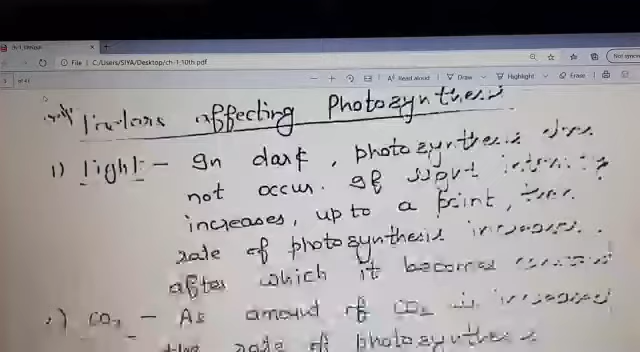 File | C:/Users/SIYA/Desktop/ch-1 10th.pdf
of 41
Read aloud Draw Highlight Erase
Factors affecting Photosynthesis
1) light - In dark, photosynthesis does
not occur. If light intensity
increases, up to a point, then
rate of photosynthesis increases.
after which it becomes constant
2) CO2 - As amount of CO2 is increased
the rate of photosynthesis